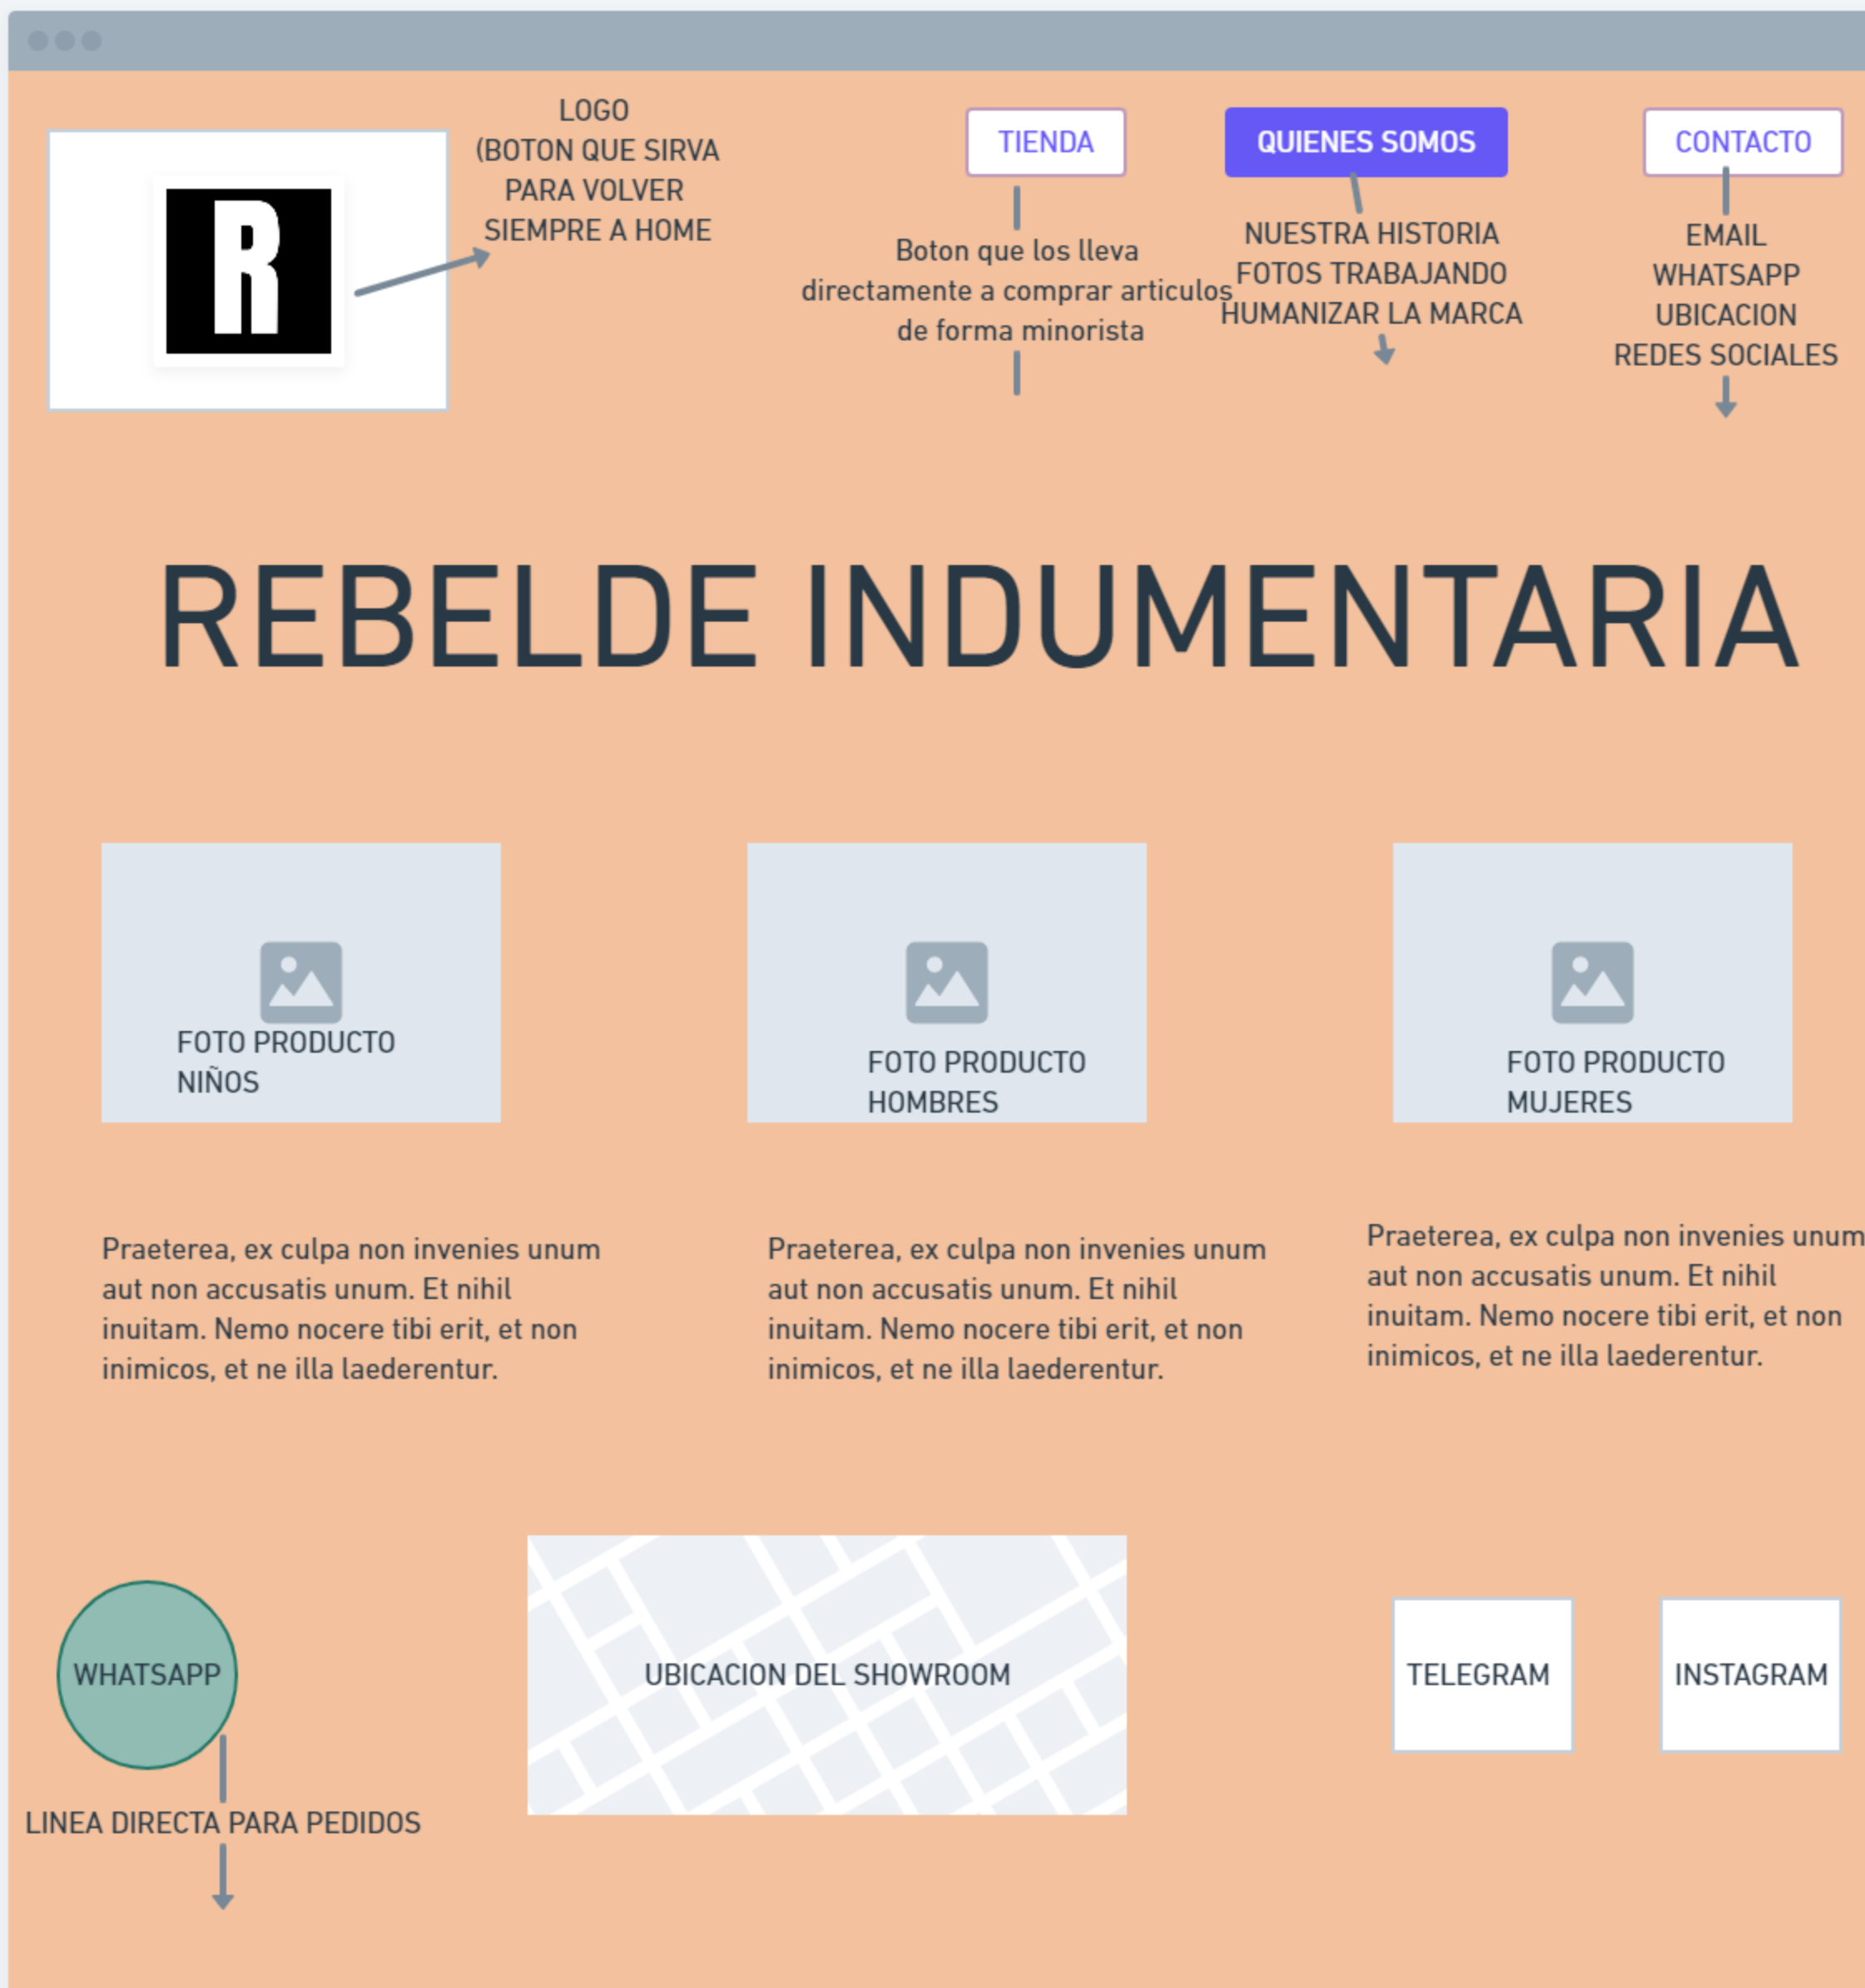 R
LOGO
(BOTON QUE SIRVA
PARA VOLVER
SIEMPRE A HOME
TIENDA
Boton que los lleva
directamente a comprar articulos
de forma minorista
QUIENES SOMOS
NUESTRA HISTORIA
FOTOS TRABAJANDO
HUMANIZAR LA MARCA
CONTACTO
EMAIL
WHATSAPP
UBICACION
REDES SOCIALES
REBELDE INDUMENTARIA
FOTO PRODUCTO
NIÑOS
FOTO PRODUCTO
HOMBRES
FOTO PRODUCTO
MUJERES
Praeterea, ex culpa non invenies unum
aut non accusatis unum. Et nihil
inuitam. Nemo nocere tibi erit, et non
inimicos, et ne illa laederentur.
Praeterea, ex culpa non invenies unum
aut non accusatis unum. Et nihil
inuitam. Nemo nocere tibi erit, et non
inimicos, et ne illa laederentur.
Praeterea, ex culpa non invenies unum
aut non accusatis unum. Et nihil
inuitam. Nemo nocere tibi erit, et non
inimicos, et ne illa laederentur.
WHATSAPP
LINEA DIRECTA PARA PEDIDOS
UBICACION DEL SHOWROOM
TELEGRAM
INSTAGRAM